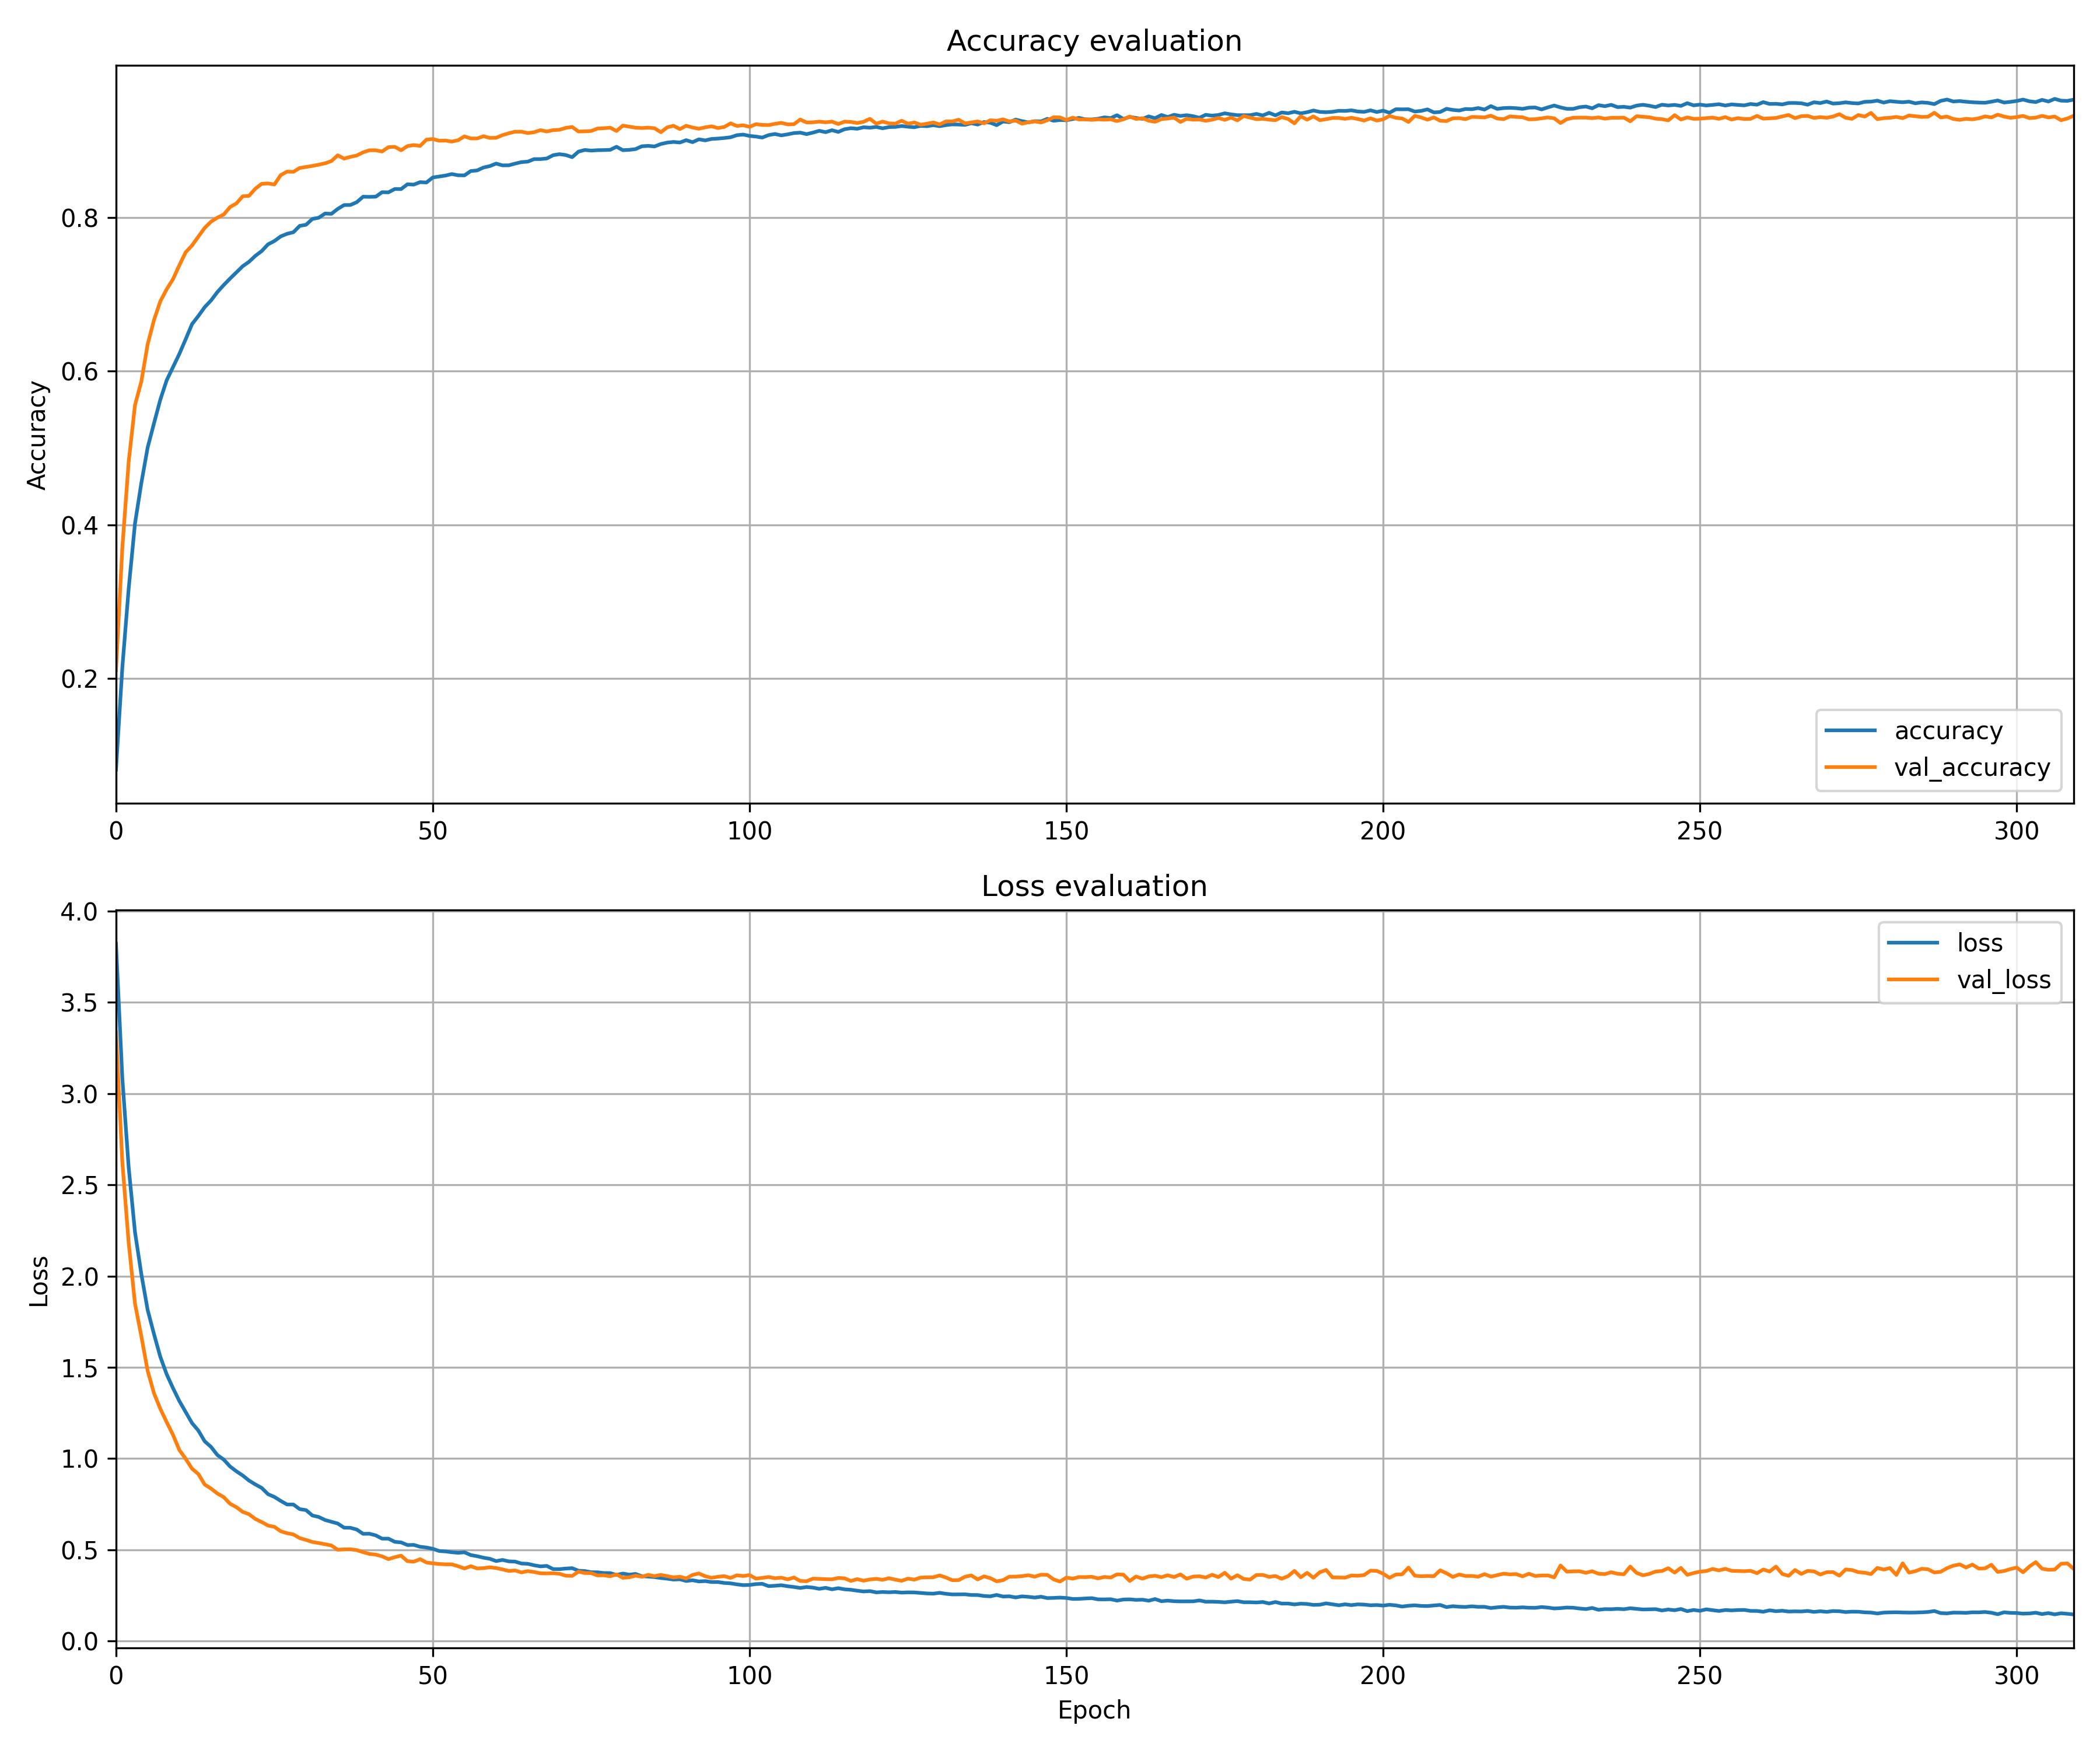 Accuracy evaluation
Accuracy
0.8
0.6
0.4
0.2
accuracy
val_accuracy
0 50 100 150 200 250 300
Loss evaluation
Loss
4.0
3.5
3.0
2.5
2.0
1.5
1.0
0.5
0.0
loss
val_loss
0 50 100 150 200 250 300
Epoch